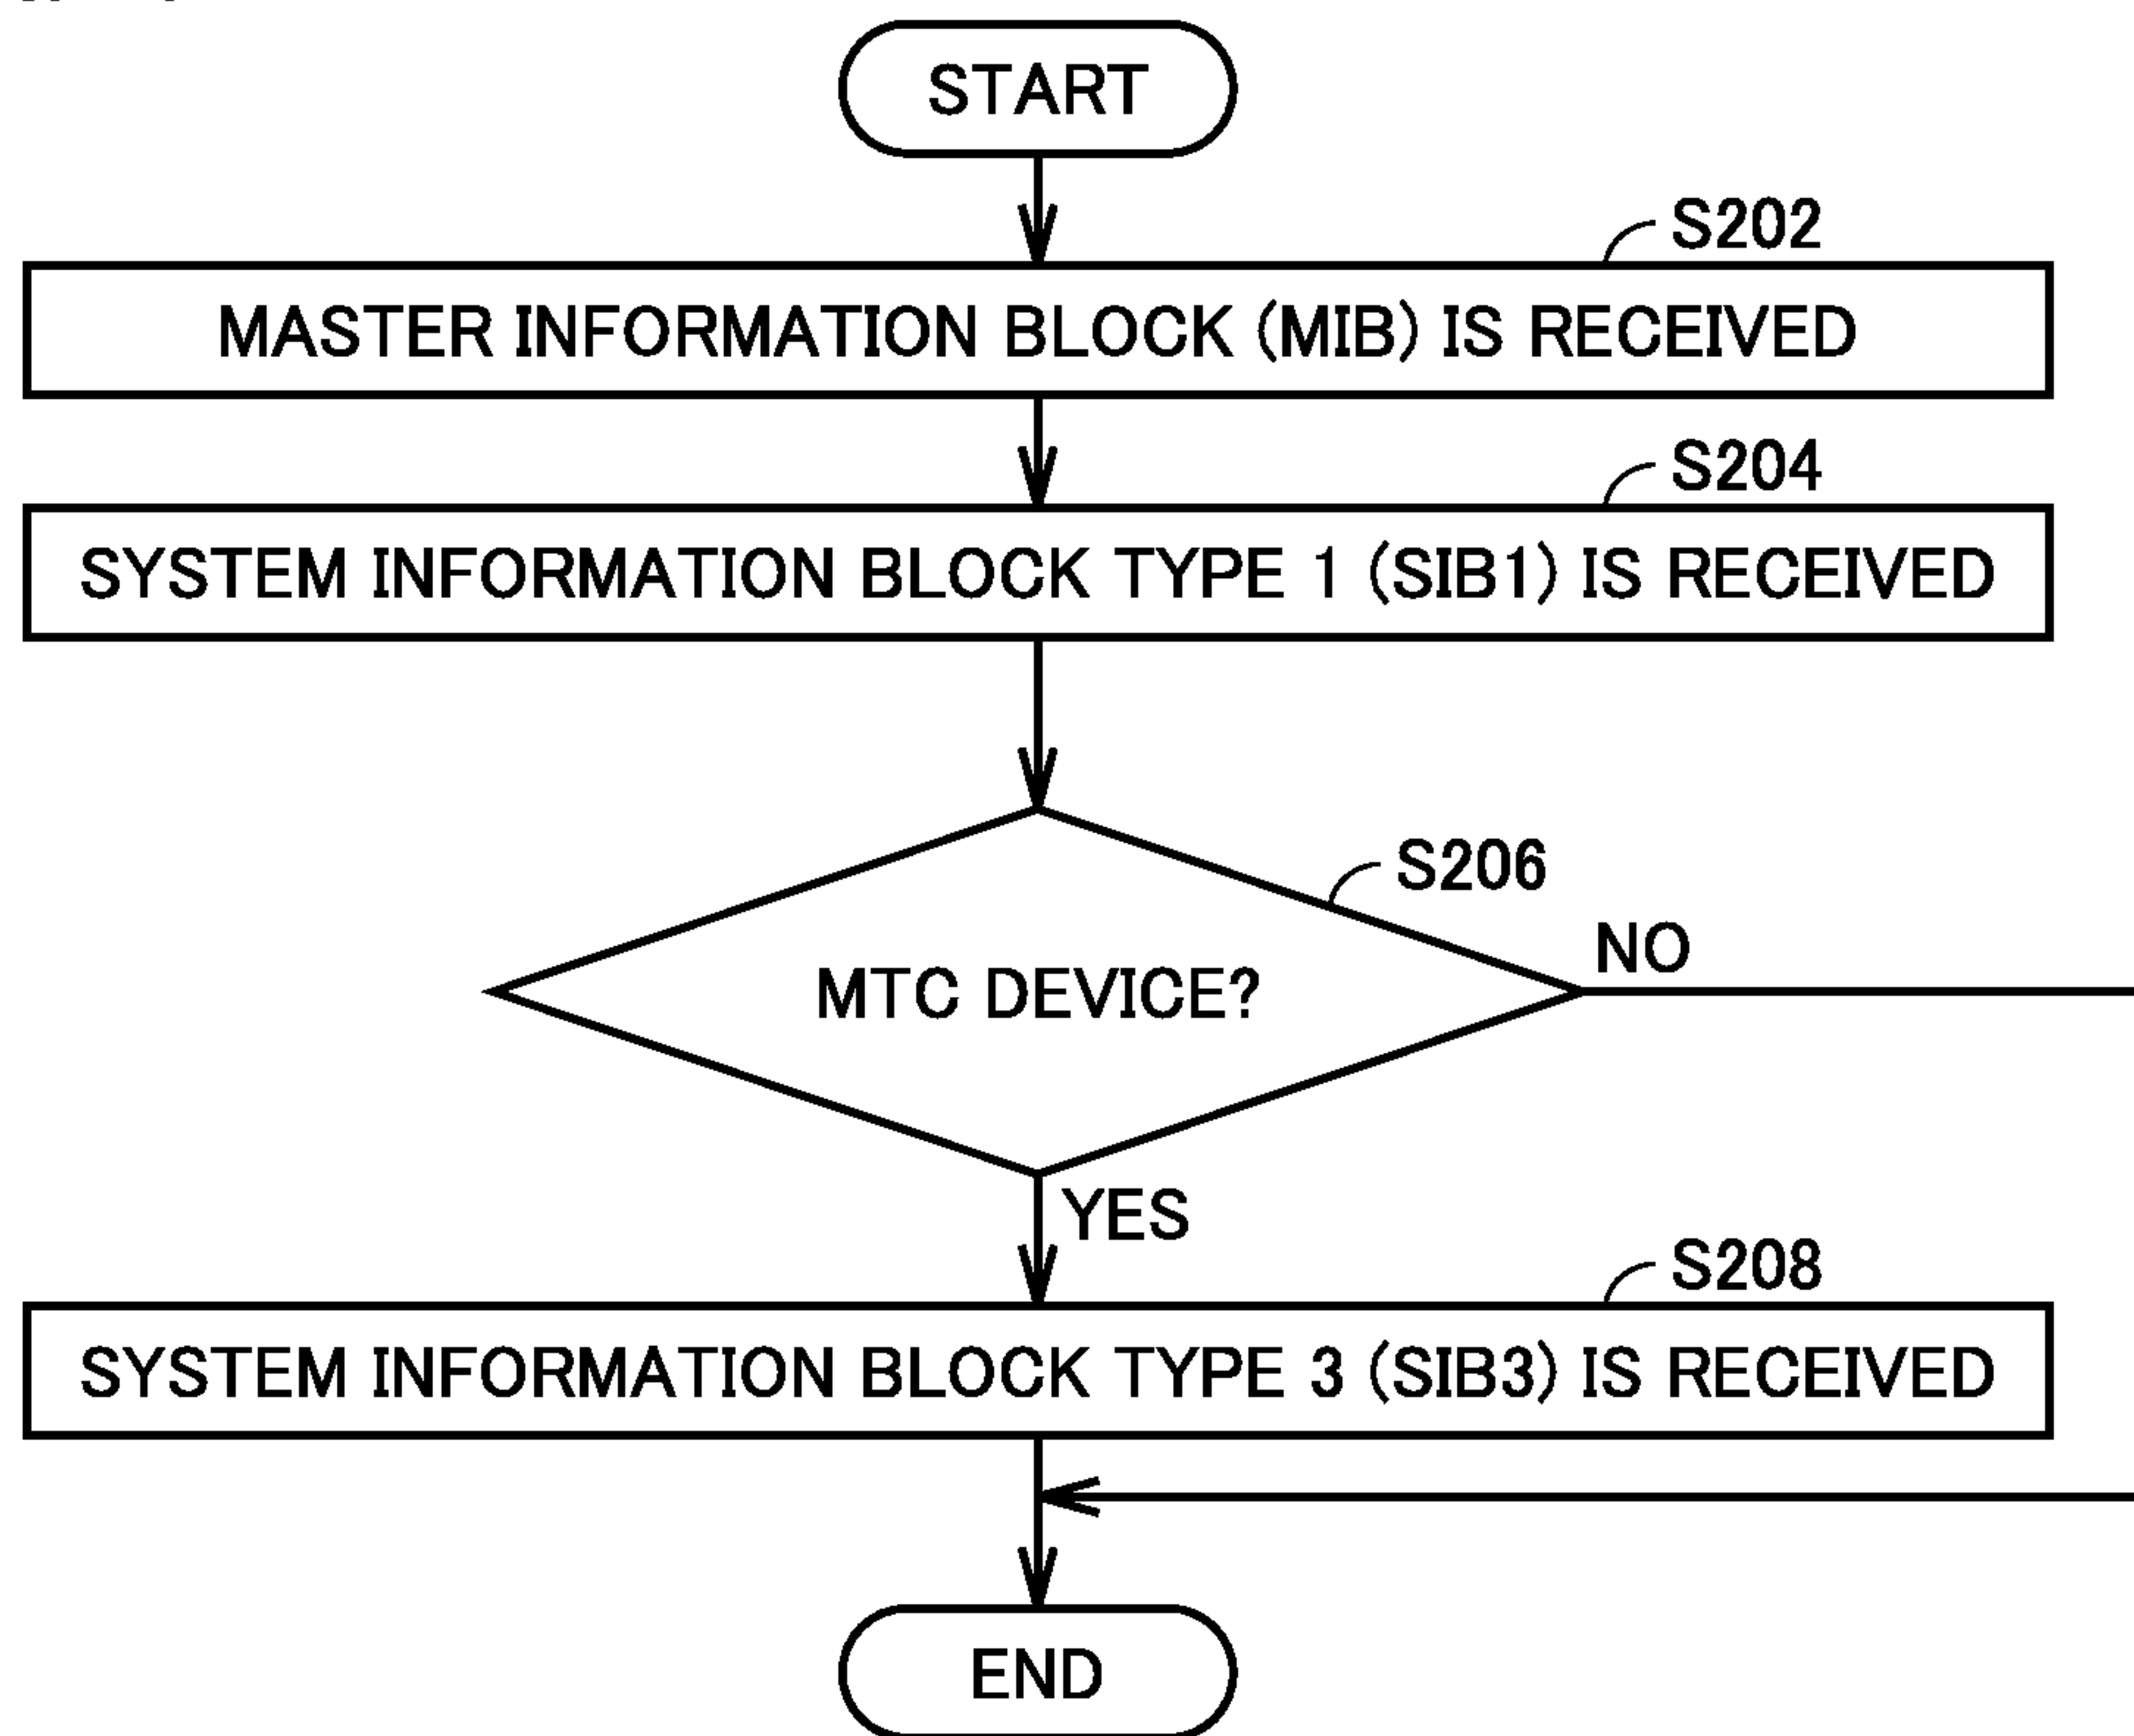 START
S202
MASTER INFORMATION BLOCK (MIB) IS RECEIVED
S204
SYSTEM INFORMATION BLOCK TYPE 1 (SIB1) IS RECEIVED
S206
NO
MTC DEVICE?
YES
S208
SYSTEM INFORMATION BLOCK TYPE 3 (SIB3) IS RECEIVED
END